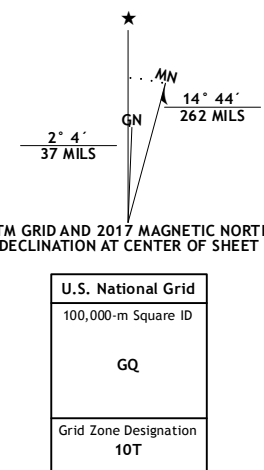 MN
GN
14° 44´
262 MILS
2° 4´
37 MILS
TM GRID AND 2017 MAGNETIC NORTH
DECLINATION AT CENTER OF SHEET
U.S. National Grid
100,000-m Square ID
GQ
Grid Zone Designation
10T